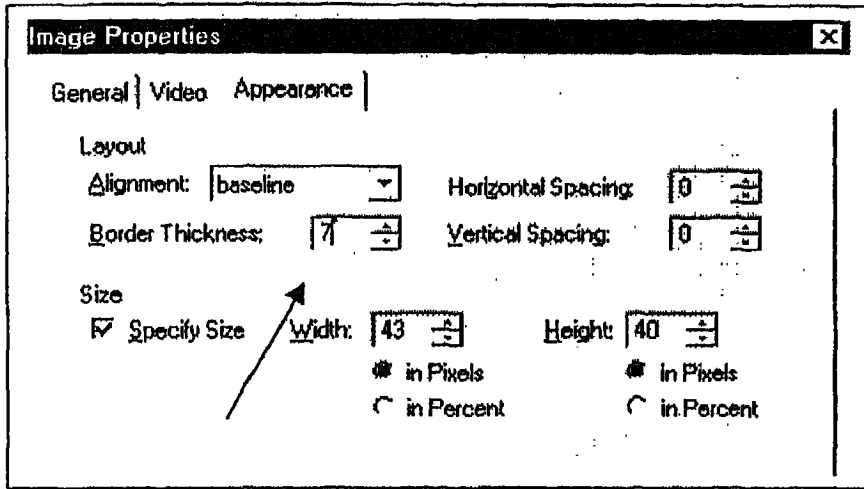 Image Properties
General Video Appearance
Layout
Alignment: baseline Horizontal Spacing: 0
Border Thickness: 7 Vertical Spacing: 0
Size
Specify Size Width: 43 Height: 40
in Pixels in Pixels
in Percent in Percent